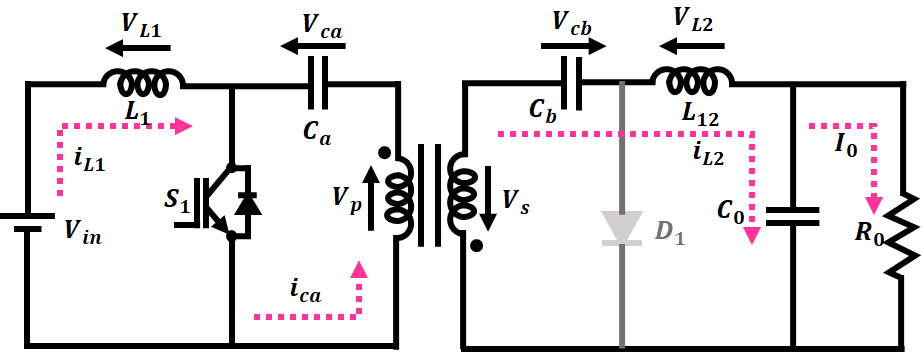 V_{L1}
V_{ca}
V_{cb}
V_{L2}
L_1
C_a
C_b
L_{12}
i_{L1}
i_{L2}
I_0
S_1
V_p
V_s
C_0
V_{in}
D_1
R_0
i_{ca}